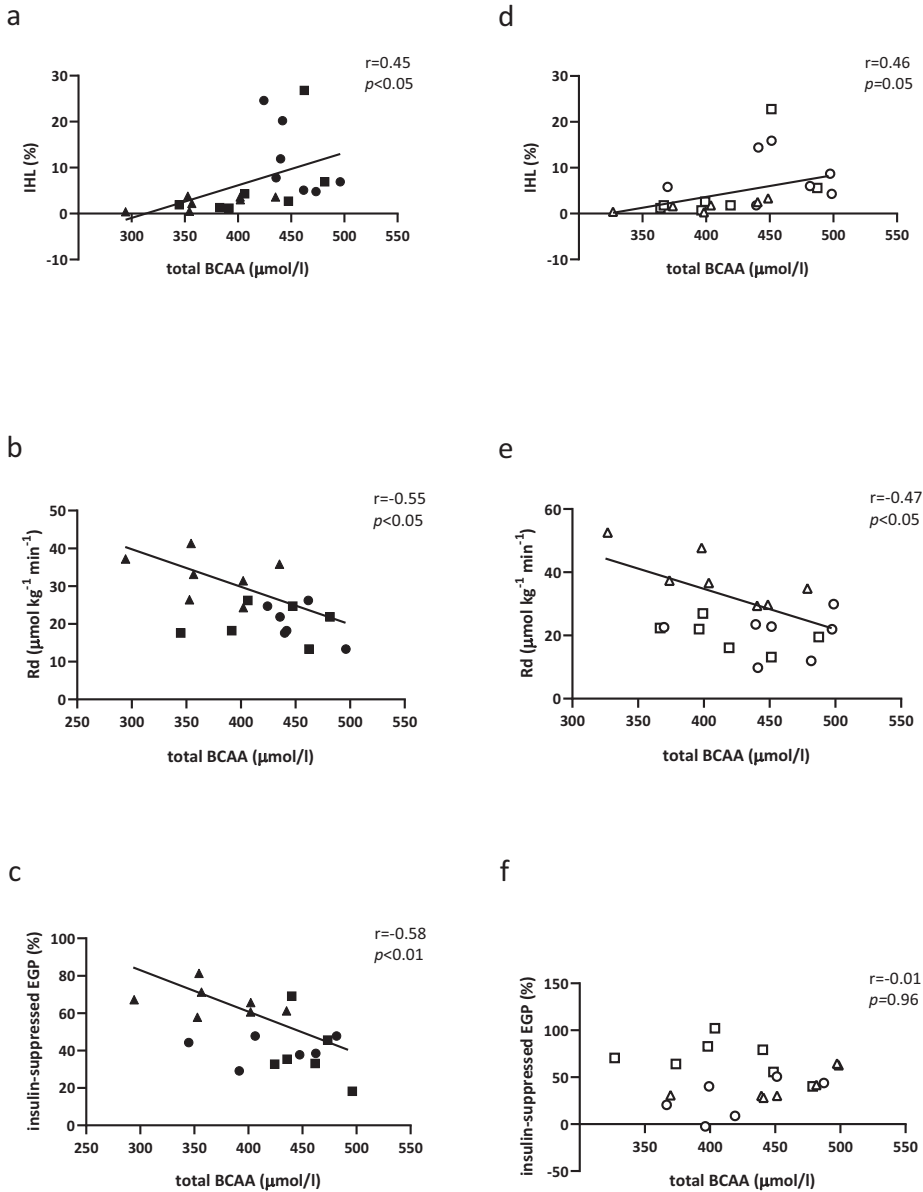 a
r=0.45
p<0.05
IHL (%)
30
20
10
0
-10
300 350 400 450 500 550
total BCAA (μmol/l)
d
r=0.46
p=0.05
IHL (%)
30
20
10
0
-10
350 400 450 500 550
total BCAA (μmol/l)
b
r=-0.55
p<0.05
Rd (μmol kg⁻¹ min⁻¹)
50
40
30
20
10
0
250 300 350 400 450 500 550
total BCAA (μmol/l)
e
r=-0.47
p<0.05
Rd (μmol kg⁻¹ min⁻¹)
60
40
20
0
300 350 400 450 500 550
total BCAA (μmol/l)
c
r=-0.58
p<0.01
insulin-suppressed EGP (%)
100
80
60
40
20
0
250 300 350 400 450 500 550
total BCAA (μmol/l)
f
r=-0.01
p=0.96
insulin-suppressed EGP (%)
150
100
50
0
-50
350 400 450 500 550
total BCAA (μmol/l)